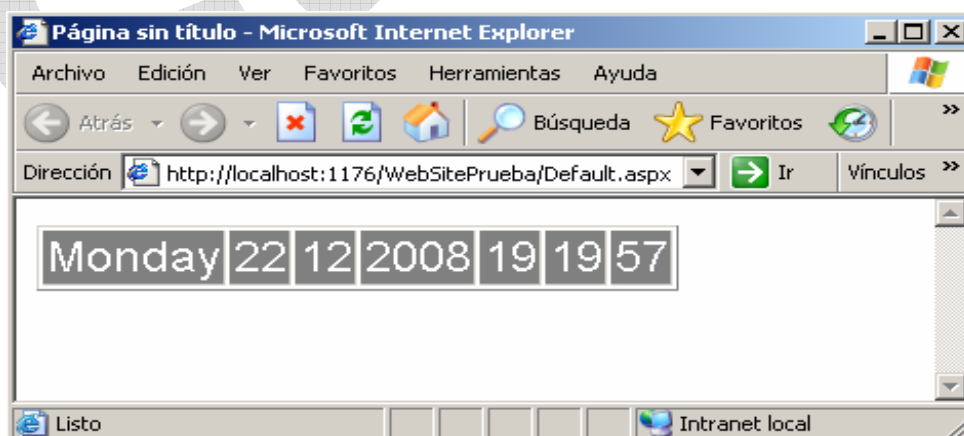 Página sin título - Microsoft Internet Explorer
Archivo Edición Ver Favoritos Herramientas Ayuda
Atrás Búsqueda Favoritos »
Dirección http://localhost:1176/WebSitePrueba/Default.aspx Ir Vínculos »
Monday 22 12 2008 19 19 57
Listo Intranet local